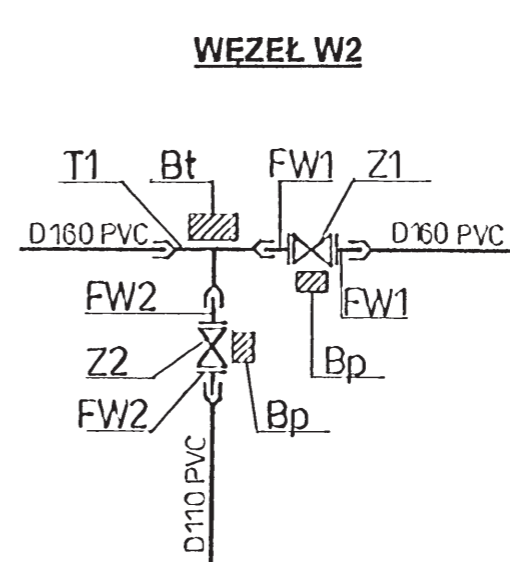 WĘZEŁ W2
T1 Bt FW1 Z1
D160 PVC D160 PVC
FW2 FW1
Z2 Bp
FW2 Bp
D110 PVC